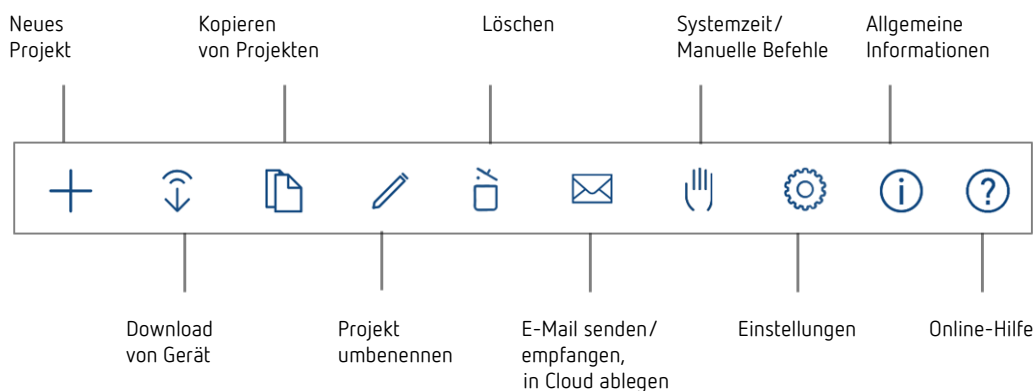 Neues
Projekt
Kopieren
von Projekten
Löschen
Systemzeit/
Manuelle Befehle
Allgemeine
Informationen
Download
von Gerät
Projekt
umbenennen
E-Mail senden/
empfangen,
in Cloud ablegen
Einstellungen
Online-Hilfe